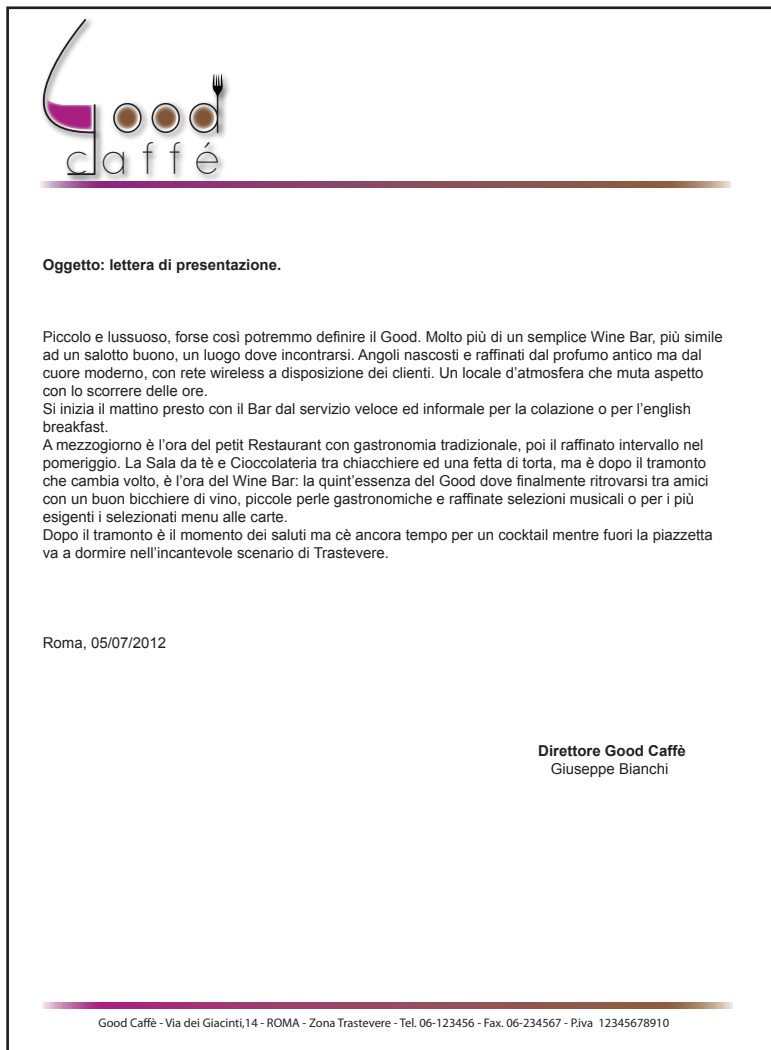 Good
caffé
Oggetto: lettera di presentazione.
Piccolo e lussuoso, forse così potremmo definire il Good. Molto più di un semplice Wine Bar, più simile
ad un salotto buono, un luogo dove incontrarsi. Angoli nascosti e raffinati dal profumo antico ma dal
cuore moderno, con rete wireless a disposizione dei clienti. Un locale d’atmosfera che muta aspetto
con lo scorrere delle ore.
Si inizia il mattino presto con il Bar dal servizio veloce ed informale per la colazione o per l’english
breakfast.
A mezzogiorno è l’ora del petit Restaurant con gastronomia tradizionale, poi il raffinato intervallo nel
pomeriggio. La Sala da tè e Cioccolateria tra chiacchiere ed una fetta di torta, ma è dopo il tramonto
che cambia volto, è l’ora del Wine Bar: la quint’essenza del Good dove finalmente ritrovarsi tra amici
con un buon bicchiere di vino, piccole perle gastronomiche e raffinate selezioni musicali o per i più
esigenti i selezionati menu alle carte.
Dopo il tramonto è il momento dei saluti ma cè ancora tempo per un cocktail mentre fuori la piazzetta
va a dormire nell’incantevole scenario di Trastevere.
Roma, 05/07/2012
Direttore Good Caffè
Giuseppe Bianchi
Good Caffè - Via dei Giacinti,14 - ROMA - Zona Trastevere - Tel. 06-123456 - Fax. 06-234567 - P.iva 12345678910